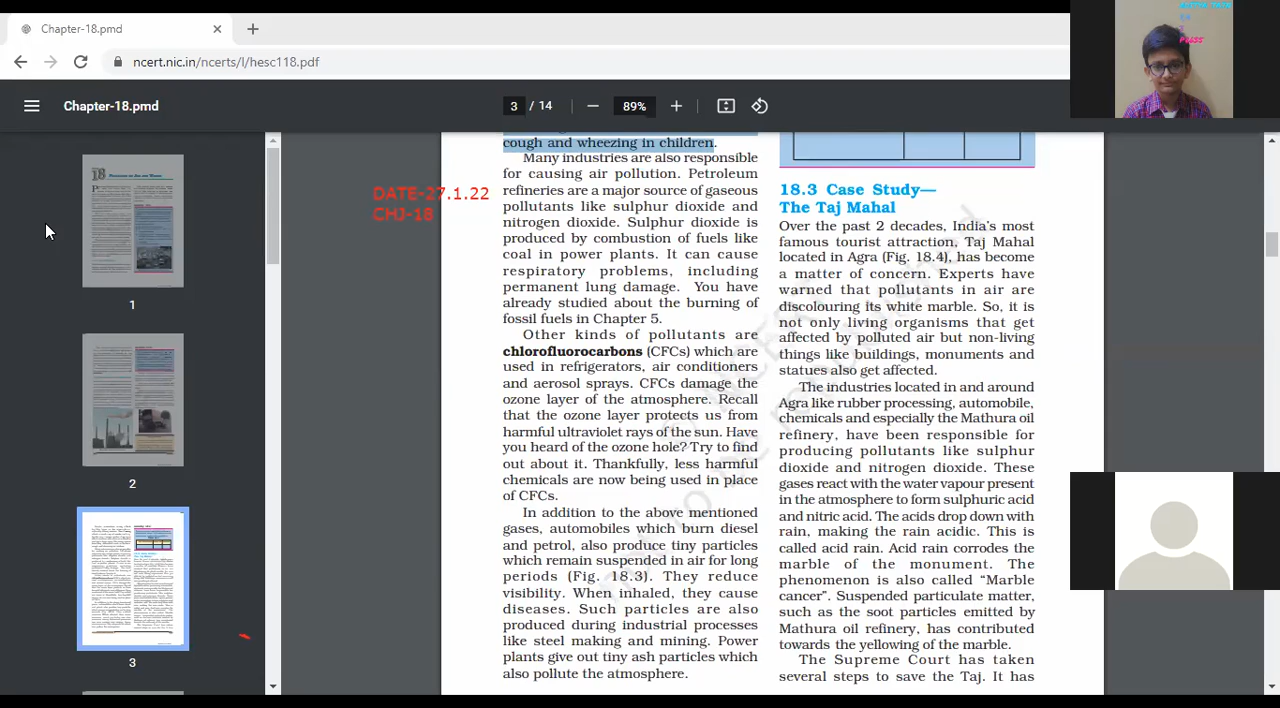 Chapter-18.pmd
ncert.nic.in/ncerts/l/hesc118.pdf
Chapter-18.pmd
3 / 14
89%
1
2
3
DATE-27.1.22
CHJ-18
cough and wheezing in children.
Many industries are also responsible
for causing air pollution. Petroleum
refineries are a major source of gaseous
pollutants like sulphur dioxide and
nitrogen dioxide. Sulphur dioxide is
produced by combustion of fuels like
coal in power plants. It can cause
respiratory problems, including
permanent lung damage. You have
already studied about the burning of
fossil fuels in Chapter 5.
Other kinds of pollutants are
chlorofluorocarbons (CFCs) which are
used in refrigerators, air conditioners
and aerosol sprays. CFCs damage the
ozone layer of the atmosphere. Recall
that the ozone layer protects us from
harmful ultraviolet rays of the sun. Have
you heard of the ozone hole? Try to find
out about it. Thankfully, less harmful
chemicals are now being used in place
of CFCs.
In addition to the above mentioned
gases, automobiles which burn diesel
and petrol, also produce tiny particles
which remain suspended in air for long
periods (Fig. 18.3). They reduce
visibility. When inhaled, they cause
diseases. Such particles are also
produced during industrial processes
like steel making and mining. Power
plants give out tiny ash particles which
also pollute the atmosphere.
18.3 Case Study—
The Taj Mahal
Over the past 2 decades, India's most
famous tourist attraction, Taj Mahal
located in Agra (Fig. 18.4), has become
a matter of concern. Experts have
warned that pollutants in air are
discolouring its white marble. So, it is
not only living organisms that get
affected by polluted air but non-living
things like buildings, monuments and
statues also get affected.
The industries located in and around
Agra like rubber processing, automobile,
chemicals and especially the Mathura oil
refinery, have been responsible for
producing pollutants like sulphur
dioxide and nitrogen dioxide. These
gases react with the water vapour present
in the atmosphere to form sulphuric acid
and nitric acid. The acids drop down with
rain, making the rain acidic. This is
called acid rain. Acid rain corrodes the
marble of the monument. The
phenomenon is also called "Marble
cancer". Suspended particulate matter,
such as the soot particles emitted by
Mathura oil refinery, has contributed
towards the yellowing of the marble.
The Supreme Court has taken
several steps to save the Taj. It has